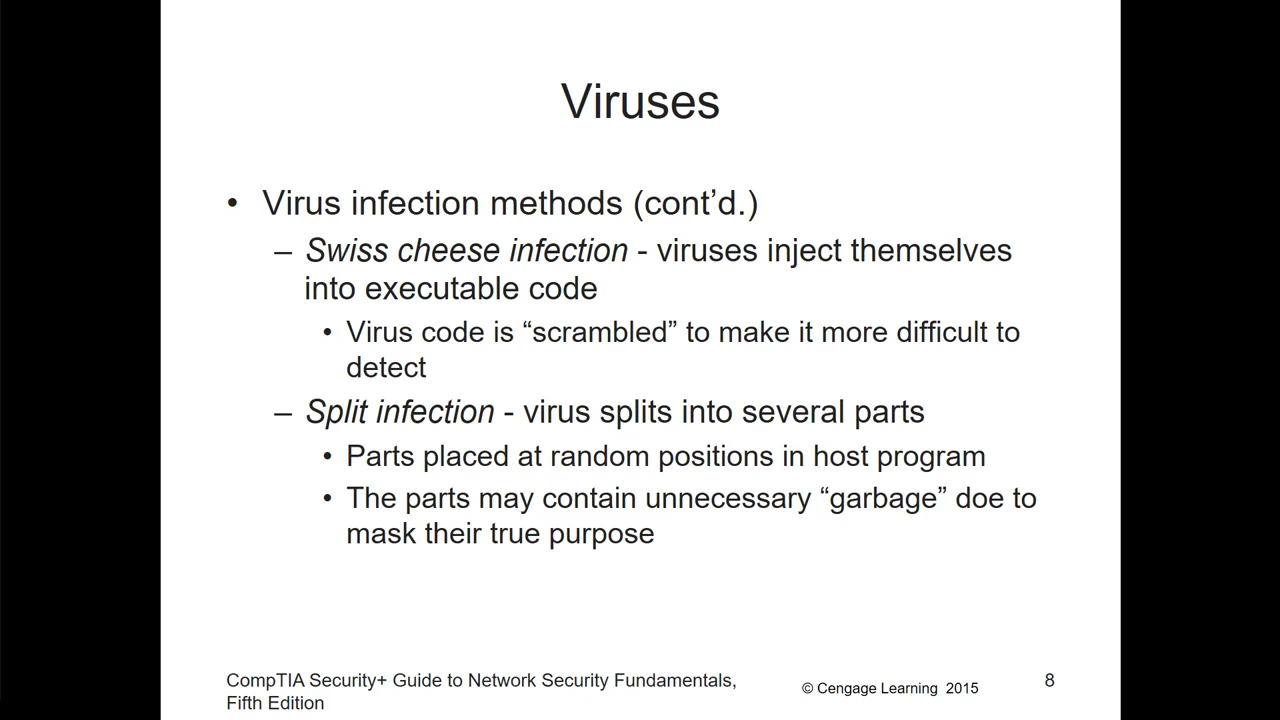 Viruses
• Virus infection methods (cont’d.)
– Swiss cheese infection - viruses inject themselves
into executable code
• Virus code is “scrambled” to make it more difficult to
detect
– Split infection - virus splits into several parts
• Parts placed at random positions in host program
• The parts may contain unnecessary “garbage” doe to
mask their true purpose
CompTIA Security+ Guide to Network Security Fundamentals,
Fifth Edition
© Cengage Learning 2015
8